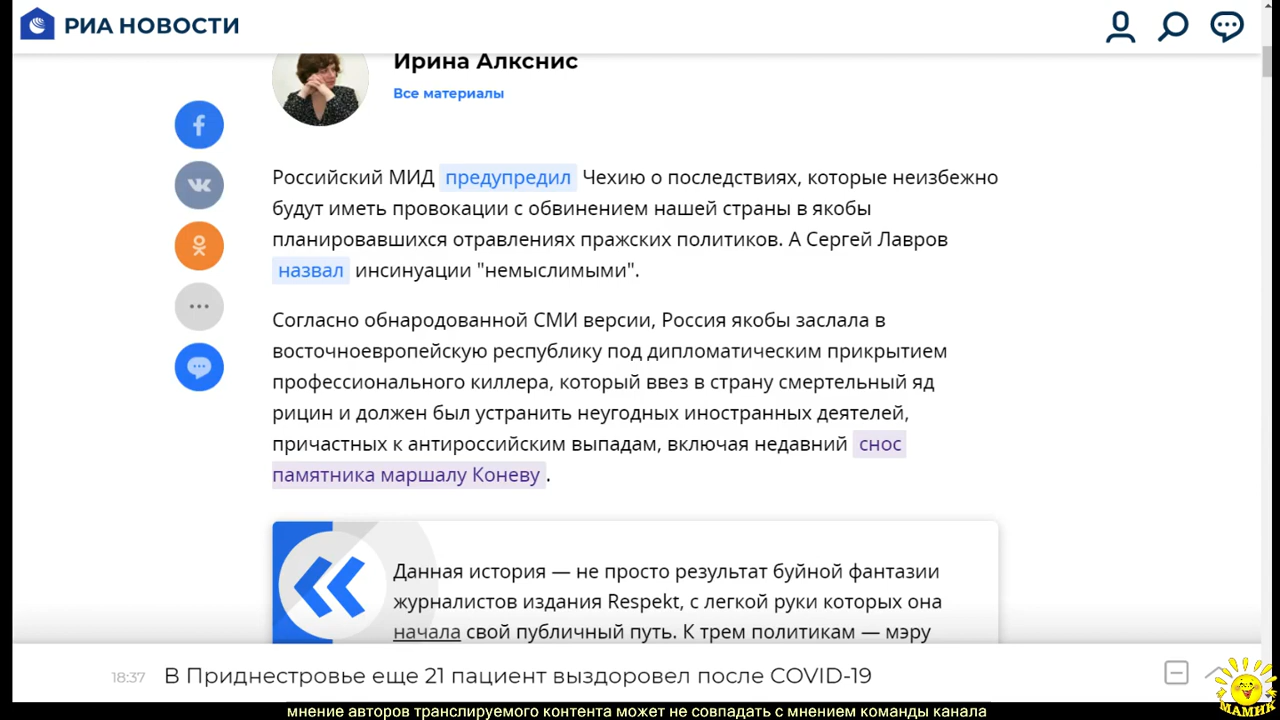 РИА НОВОСТИ
Ирина Алкснис
Все материалы
Российский МИД предупредил Чехию о последствиях, которые неизбежно
будут иметь провокации с обвинением нашей страны в якобы
планировавшихся отравлениях пражских политиков. А Сергей Лавров
назвал инсинуации "немыслимыми".
Согласно обнародованной СМИ версии, Россия якобы заслала в
восточноевропейскую республику под дипломатическим прикрытием
профессионального киллера, который ввез в страну смертельный яд
рицин и должен был устранить неугодных иностранных деятелей,
причастных к антироссийским выпадам, включая недавний снос
памятника маршалу Коневу.
Данная история — не просто результат буйной фантазии
журналистов издания Respekt, с легкой руки которых она
начала свой публичный путь. К трем политикам — мэру
18:37 В Приднестровье еще 21 пациент выздоровел после COVID-19
МАМИК
мнение авторов транслируемого контента может не совпадать с мнением команды канала